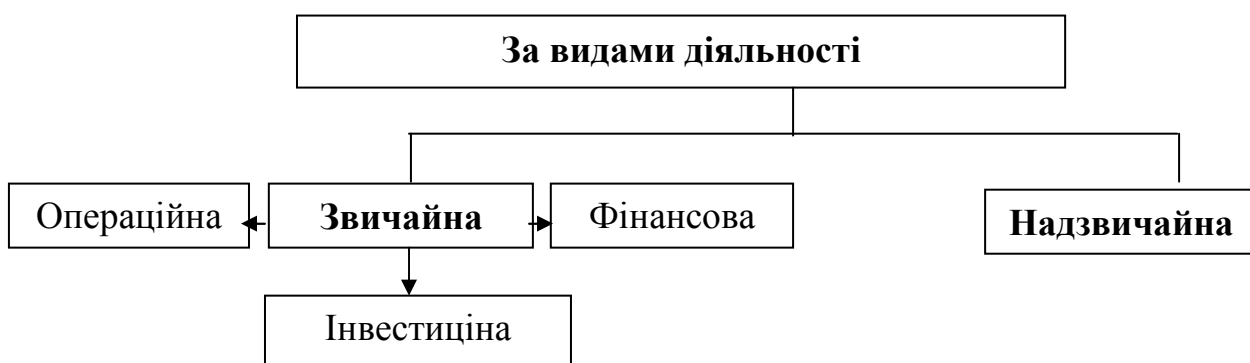 За видами діяльності
Операційна
Звичайна
Фінансова
Надзвичайна
Інвестиціна